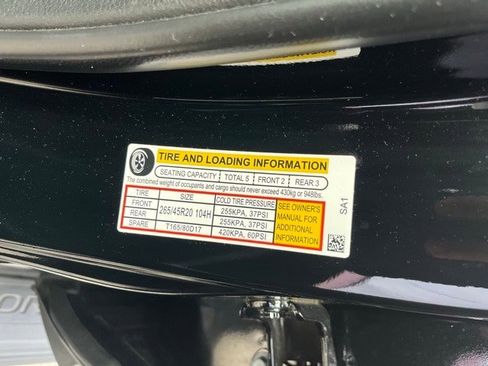 TIRE AND LOADING INFORMATION
SEATING CAPACITY TOTAL 5 FRONT 2 REAR 3
The combined weight of occupants and cargo should never exceed 430kg or 948lbs.
TIRE SIZE COLD TIRE PRESSURE
FRONT 265/45R20 104H 255KPA, 37PSI
REAR 255KPA, 37PSI
SPARE T165/80D17 420KPA, 60PSI
SEE OWNER'S
MANUAL FOR
ADDITIONAL
INFORMATION
SA1